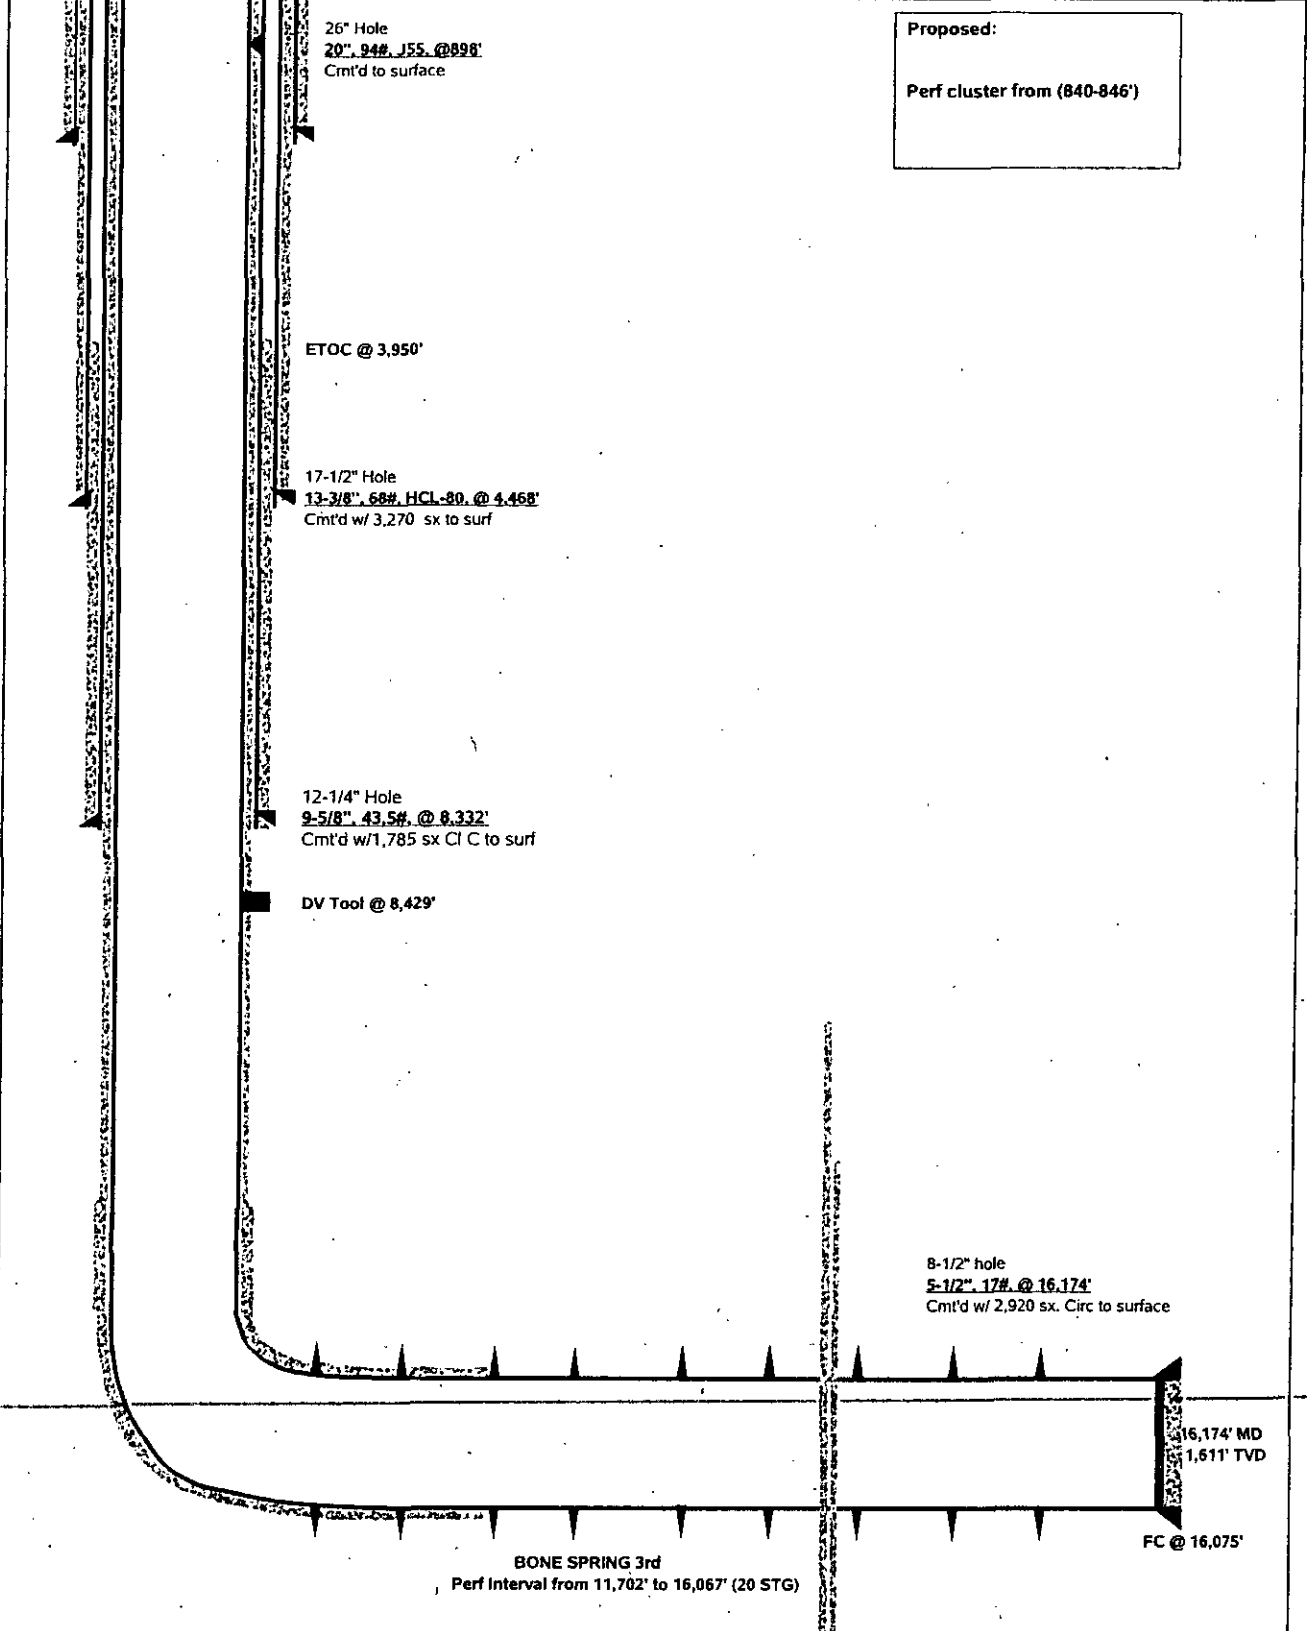 26" Hole
20", 94#, J55, @898'
Cmt'd to surface
Proposed:
Perf cluster from (840-846')
ETOC @ 3,950'
17-1/2" Hole
13-3/8", 68#, HCL-80, @ 4,468'
Cmt'd w/ 3,270 sx to surf
12-1/4" Hole
9-5/8", 43.5#, @ 8,332'
Cmt'd w/1,785 sx Cl C to surf
DV Tool @ 8,429'
8-1/2" hole
5-1/2", 17#, @ 16,174'
Cmt'd w/ 2,920 sx. Circ to surface
16,174' MD
1,611' TVD
FC @ 16,075'
BONE SPRING 3rd
Perf Interval from 11,702' to 16,067' (20 STG)